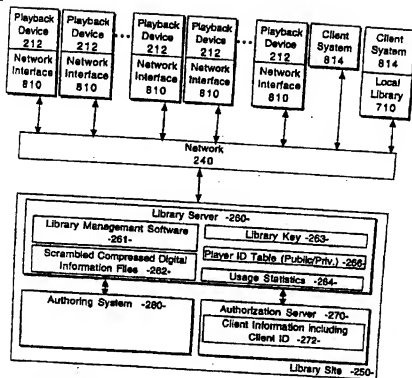 Playback Device 212
Network Interface 810
Playback Device 212
Network Interface 810
Playback Device 212
Network Interface 810
Playback Device 212
Network Interface 810
Playback Device 212
Network Interface 810
Client System 814
Client System 814
Local Library 710
Network
240
Library Server -260-
Library Management Software
-261-
Scrambled Compressed Digital
Information Files -262-
Library Key -263-
Player ID Table (Public/Priv.) -266-
Usage Statistics -264-
Authoring System -280-
Authorization Server -270-
Client Information including
Client ID -272-
Library Site -250-